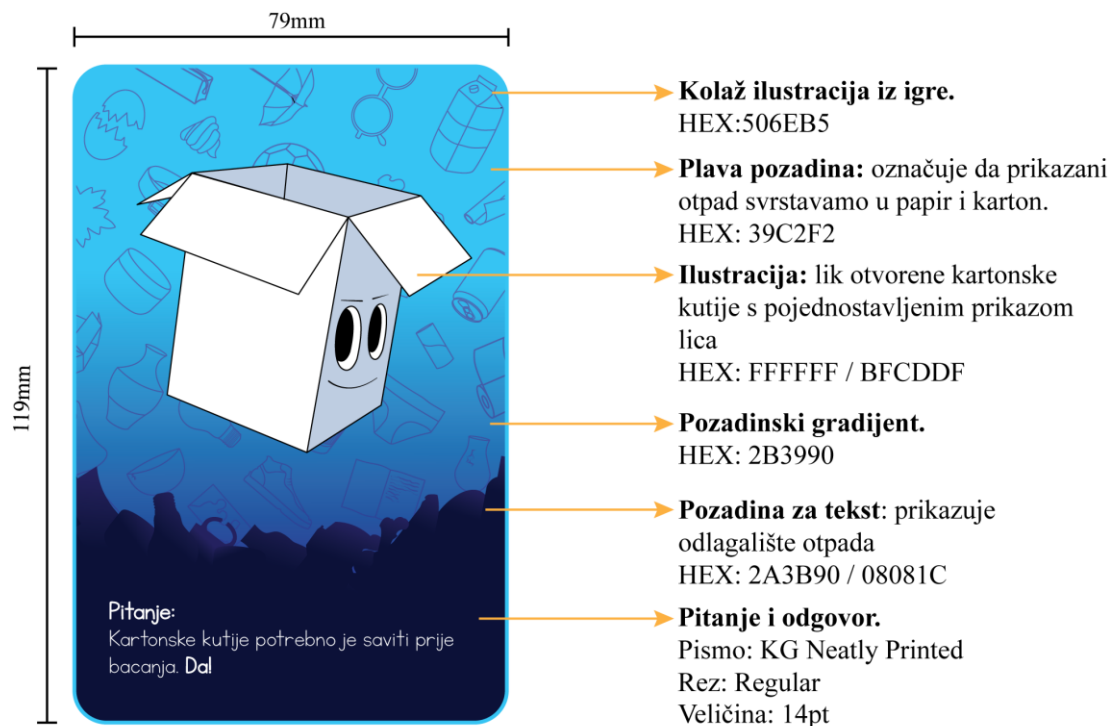 79mm
119mm
Kolaž ilustracija iz igre.
HEX:506EB5
Plava pozadina: označuje da prikazani
otpad svrstavamo u papir i karton.
HEX: 39C2F2
Ilustracija: lik otvorene kartonske
kutije s pojednostavljenim prikazom
lica
HEX: FFFFFF / BFCDDF
Pozadinski gradijent.
HEX: 2B3990
Pozadina za tekst: prikazuje
odlagalište otpada
HEX: 2A3B90 / 08081C
Pitanje i odgovor.
Pismo: KG Neatly Printed
Rez: Regular
Veličina: 14pt
Pitanje:
Kartonske kutije potrebno je saviti prije
bacanja. Da!